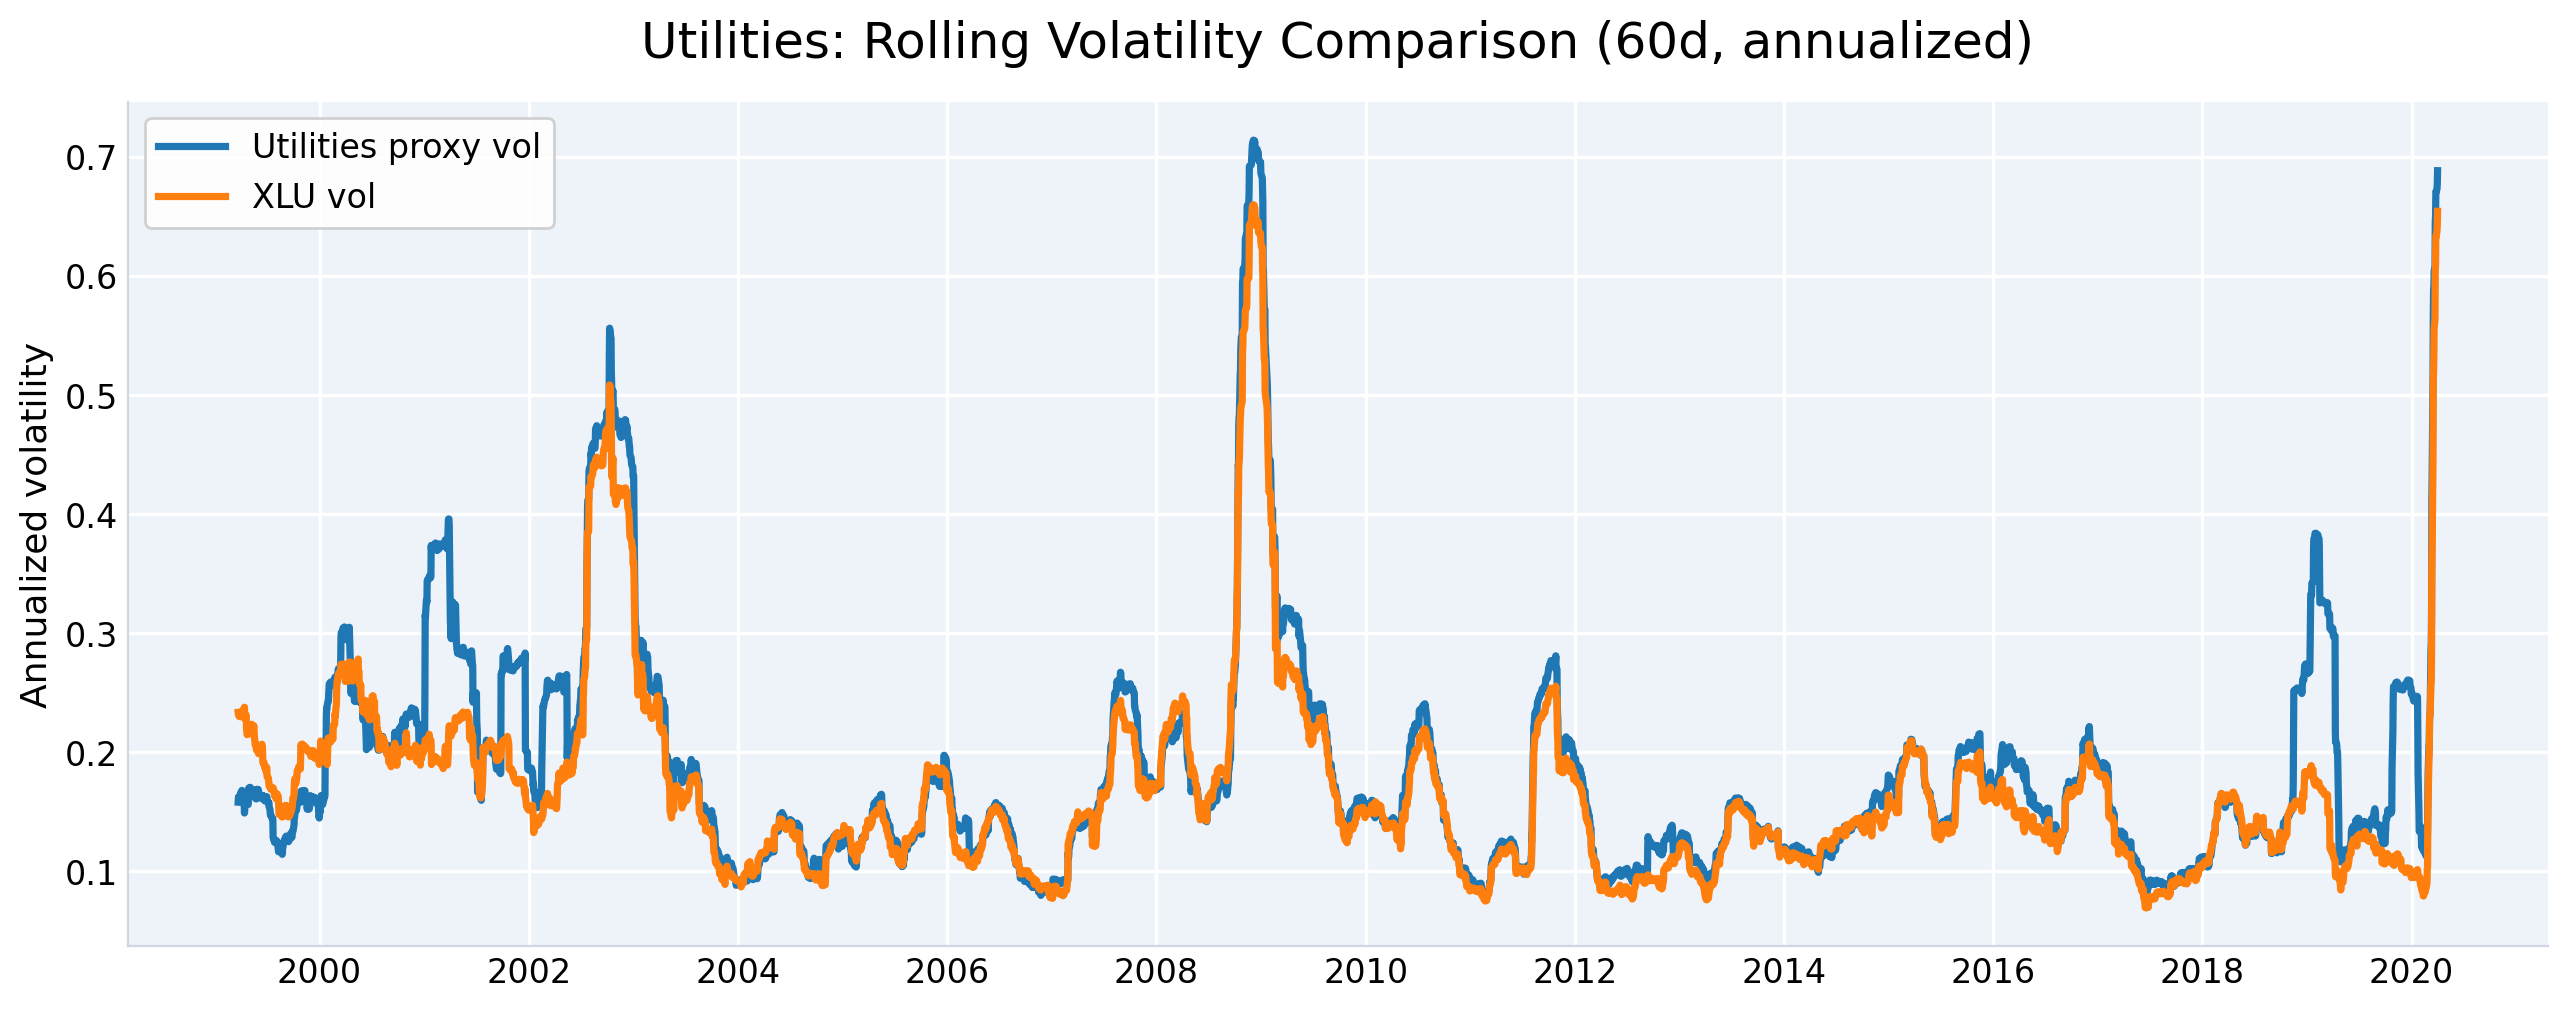 Utilities: Rolling Volatility Comparison (60d, annualized)
Utilities proxy vol
XLU vol
Annualized volatility
0.7
0.6
0.5
0.4
0.3
0.2
0.1
2000 2002 2004 2006 2008 2010 2012 2014 2016 2018 2020